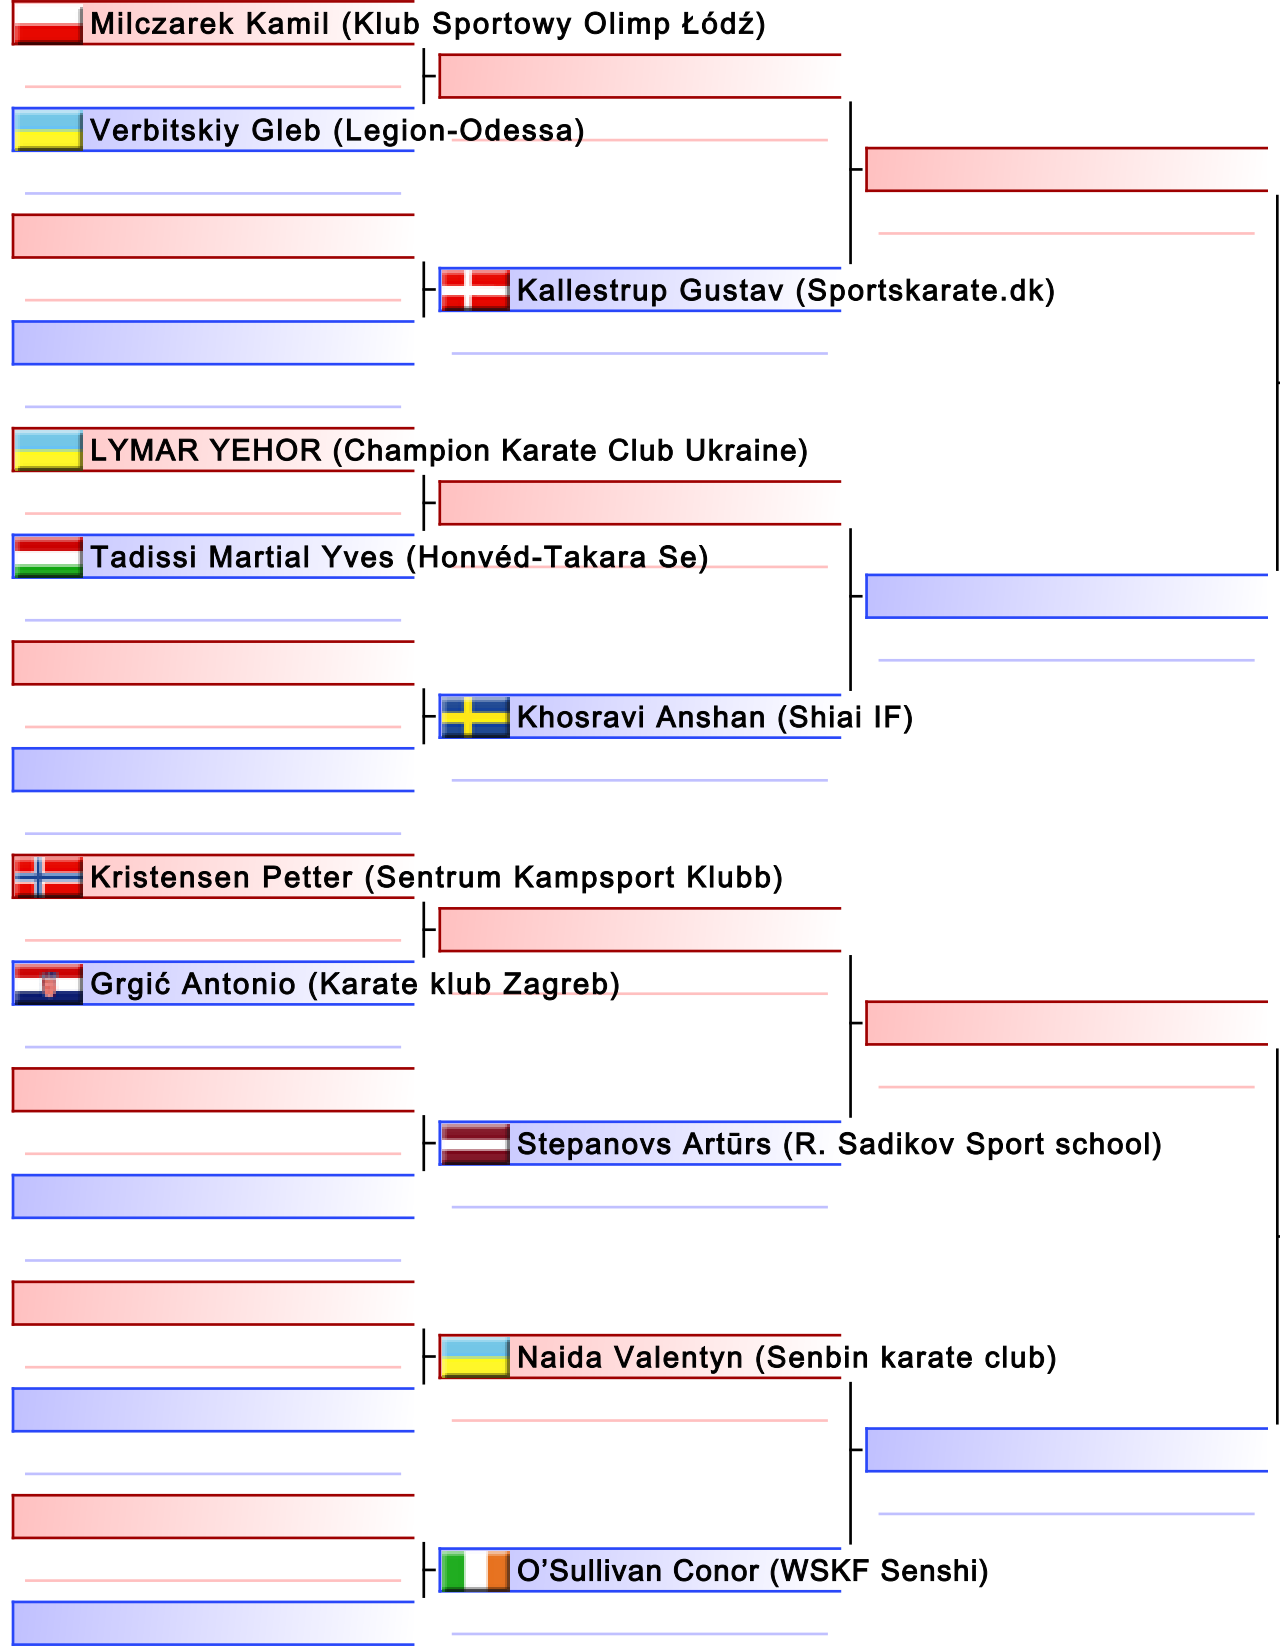 Milczarek Kamil (Klub Sportowy Olimp Łódź)
Verbitskiy Gleb (Legion-Odessa)
Kallestrup Gustav (Sportskarate.dk)
LYMAR YEHOR (Champion Karate Club Ukraine)
Tadissi Martial Yves (Honvéd-Takara Se)
Khosravi Anshan (Shiai IF)
Kristensen Petter (Sentrum Kampsport Klubb)
Grgić Antonio (Karate klub Zagreb)
Stepanovs Artūrs (R. Sadikov Sport school)
Naida Valentyn (Senbin karate club)
O’Sullivan Conor (WSKF Senshi)